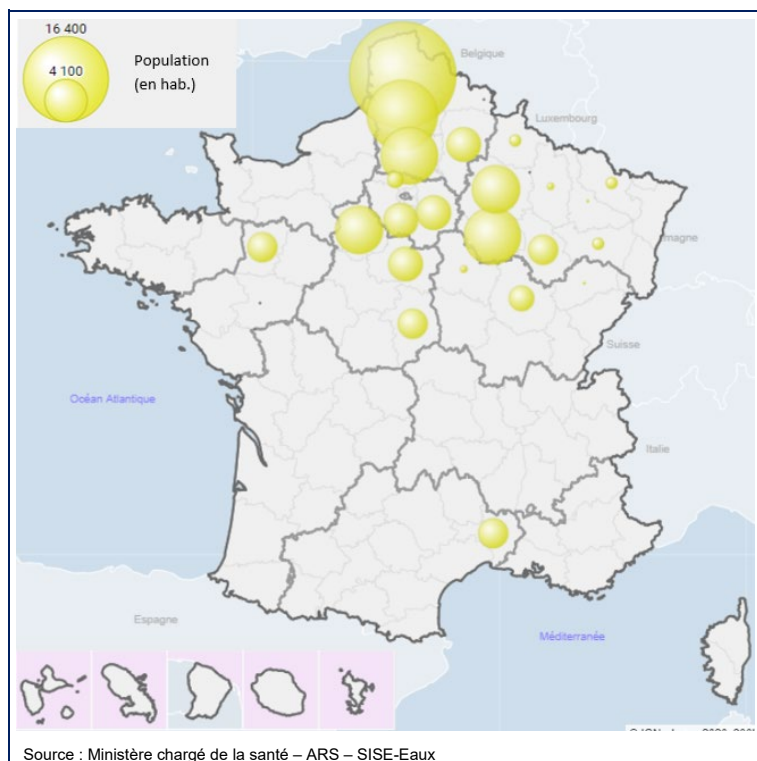 16 400
4 100
Population
(en hab.)
Belgique
Luxembourg
magne
Suisse
Océan Atlantique
Italie
Espagne
Méditerranée
Source : Ministère chargé de la santé – ARS – SISE-Eaux